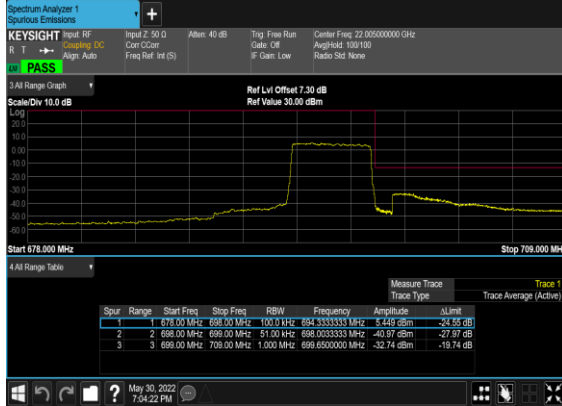 Spectrum Analyzer 1
Spurious Emissions
+
KEYSIGHT Input: RF Input Z: 50 Ω Atten: 40 dB Trig: Free Run Center Freq: 22.005000000 GHz
R T Coupling: DC Corr CCorr Gate: Off Avg|Hold: 100/100
Align: Auto Freq Ref: Int (S) IF Gain: Low Radio Std: None
PASS
3 All Range Graph
Ref Lvl Offset 7.30 dB
Scale/Div 10.0 dB Ref Value 30.00 dBm
Log
20.0
10.0
0.00
-10.0
-20.0
-30.0
-40.0
-50.0
-60.0
Start 678.000 MHz Stop 709.000 MHz
4 All Range Table
Measure Trace Trace 1
Trace Type Trace Average (Active)
Spur Range Start Freq Stop Freq RBW Frequency Amplitude ΔLimit
1 1 678.00 MHz 698.00 MHz 100.0 kHz 694.3333333 MHz 5.449 dBm -24.55 dB
2 2 698.00 MHz 699.00 MHz 51.00 kHz 698.0033333 MHz -40.97 dBm -27.97 dB
3 3 699.00 MHz 709.00 MHz 1.000 MHz 699.6500000 MHz -32.74 dBm -19.74 dB
? May 30, 2022
7:04:22 PM